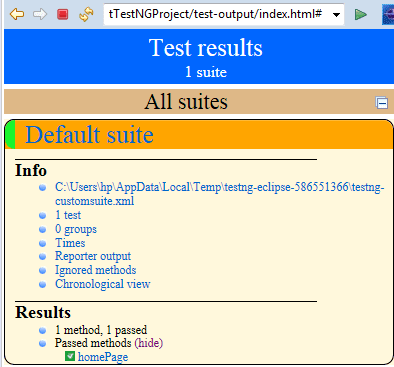 tTestNGProject/test-output/index.html#
Test results
1 suite
All suites
Default suite
Info
C:\Users\hp\AppData\Local\Temp\testng-eclipse-586551366\testng-
customsuite.xml
1 test
0 groups
Times
Reporter output
Ignored methods
Chronological view
Results
1 method, 1 passed
Passed methods (hide)
homePage